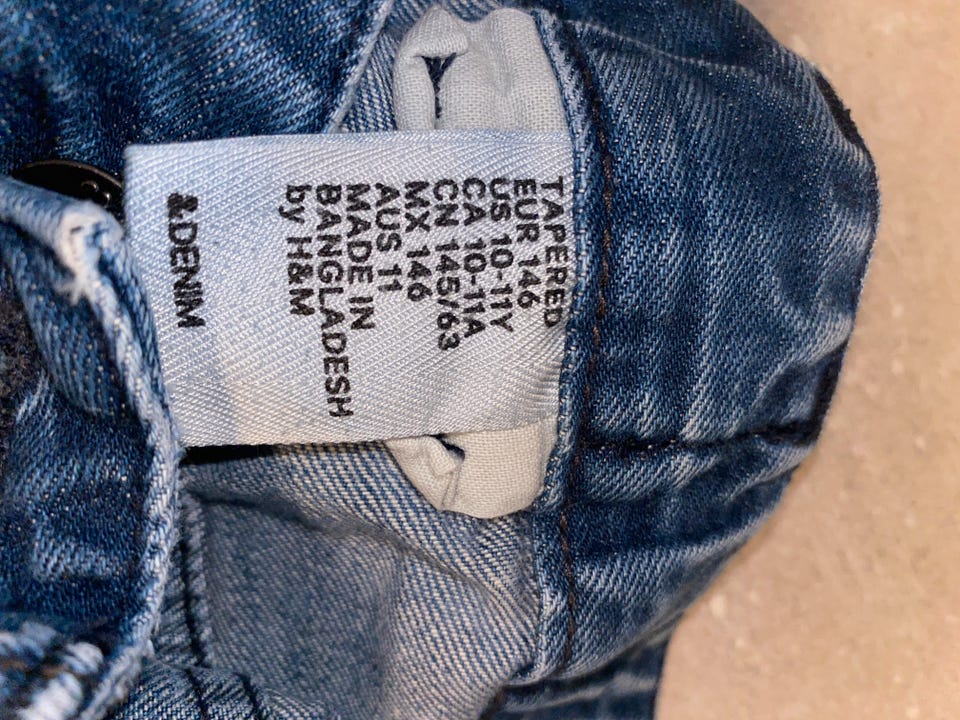 TAPERED
EUR 146
US 10-11Y
CA 10-11A
CN 145/63
MX 146
AUS 11
MADE IN
BANGLADESH
by H&M
&DENIM